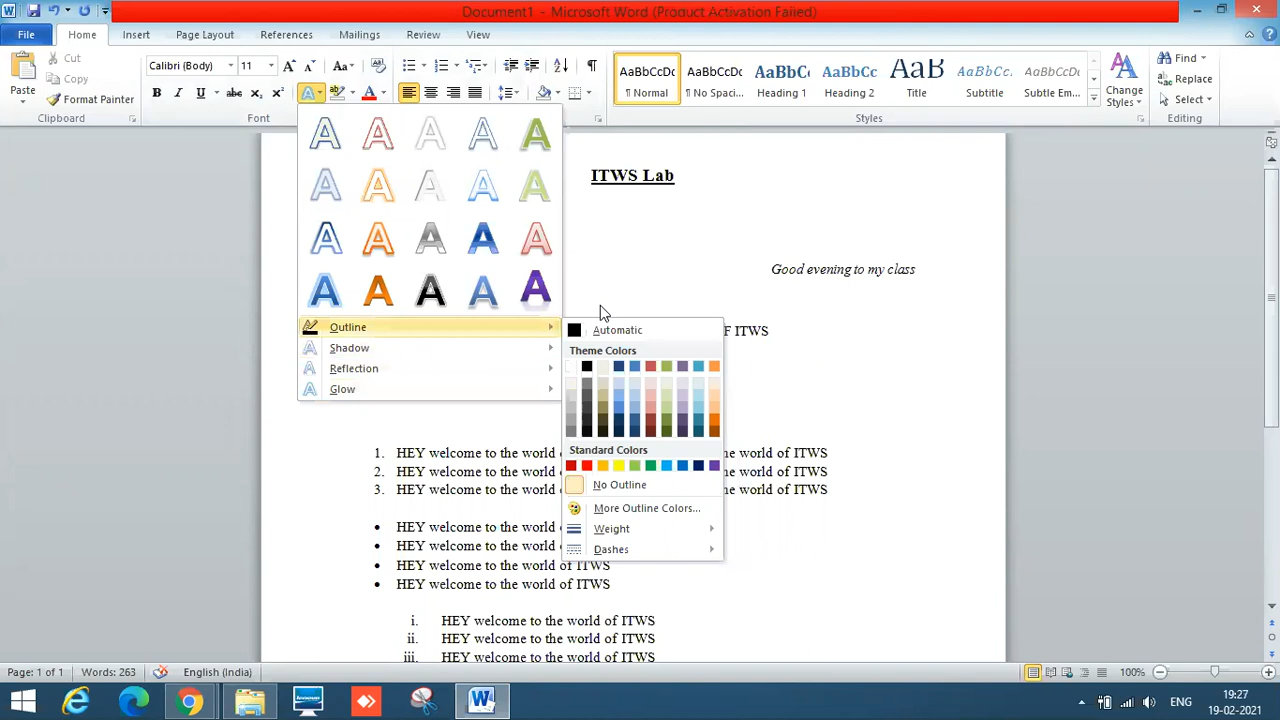 Document1 - Microsoft Word (Product Activation Failed)
File Home Insert Page Layout References Mailings Review View
Paste
Cut
Copy
Format Painter
Clipboard
Calibri (Body) 11 Aa
B I U abc x₂ x² A
Font
AaBbCcDc AaBbCcDc AaBbCc AaBbCc AaB AaBbCc. AaBbCcDc
¶ Normal ¶ No Spaci... Heading 1 Heading 2 Title Subtitle Subtle Em...
Change Styles
Styles
Find
Replace
Select
Editing
Outline
Shadow
Reflection
Glow
Automatic
Theme Colors
Standard Colors
No Outline
More Outline Colors...
Weight
Dashes
ITWS Lab
Good evening to my class
F ITWS
1. HEY welcome to the world he world of ITWS
2. HEY welcome to the world he world of ITWS
3. HEY welcome to the world he world of ITWS
• HEY welcome to the world
• HEY welcome to the world
• HEY welcome to the world of ITWS
• HEY welcome to the world of ITWS
i. HEY welcome to the world of ITWS
ii. HEY welcome to the world of ITWS
iii. HEY welcome to the world of ITWS
Page: 1 of 1 Words: 263 English (India) 100%
ENG 19:27
19-02-2021